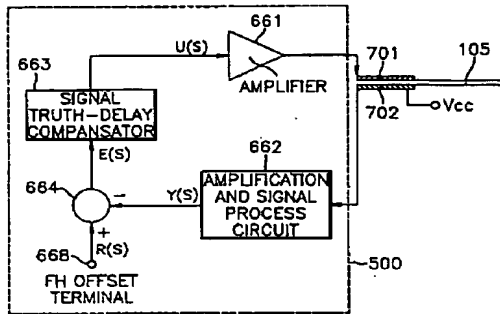 661
U(S)
701
105
663
AMPLIFIER
702
Vcc
SIGNAL
TRUTH-DELAY
COMPANSATOR
662
E(S)
AMPLIFICATION
AND SIGNAL
PROCESS
CIRCUIT
664
−
Y(S)
+
R(S)
668
FH OFFSET
TERMINAL
500